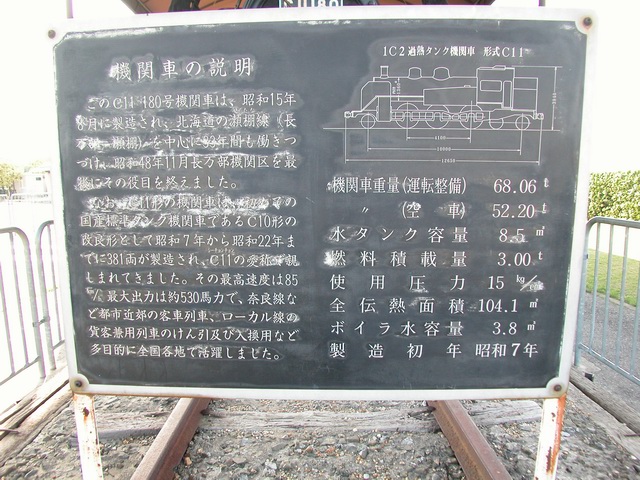 機関車の説明
このC11 180号機関車は、昭和15年
8月に製造され、北海道の瀬棚線(長
瀬棚)を中心に33年間も働きつ
づけ、昭和48年11月長万部機関区を最
後にその役目を終えました。
なお、C11形の機関車は、初めての
国産標準タンク機関車であるC10形の
改良形として昭和7年から昭和22年ま
でに381両が製造され、C11の愛称で親
しまれてきました。その最高速度は85
最大出力は約530馬力で、奈良線な
ど都市近郊の客車列車、ローカル線の
貨客兼用列車のけん引及び入換用など
多目的に全国各地で活躍しました。
1C2過熱タンク機関車 形式C11
機関車重量(運転整備) 68.06 t
〃 (空車) 52.20 t
水タンク容量 8.5 ㎥
燃料積載量 3.00 t
使用圧力 15 kg/㎠
全伝熱面積 104.1 ㎡
ボイラ水容量 3.8 ㎥
製造初年 昭和7年